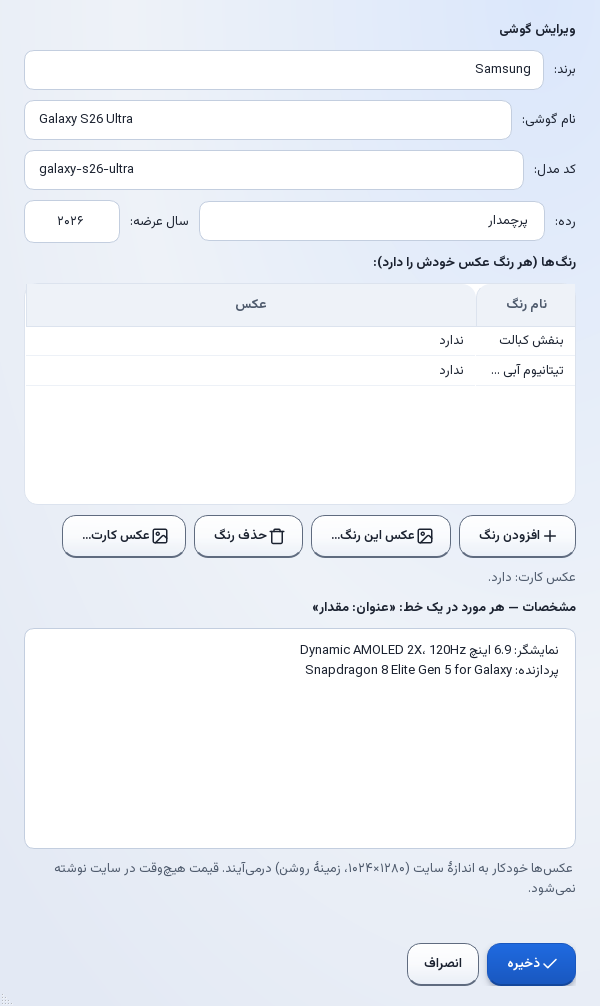 ویرایش گوشی
برند:
Samsung
نام گوشی:
Galaxy S26 Ultra
کد مدل:
galaxy-s26-ultra
رده:
پرچمدار
سال عرضه:
۲۰۲۶
رنگ‌ها (هر رنگ عکس خودش را دارد):
نام رنگ
عکس
بنفش کبالت
ندارد
تیتانیوم آبی ...
ندارد
افزودن رنگ
عکس این رنگ...
حذف رنگ
عکس کارت...
عکس کارت: دارد.
مشخصات — هر مورد در یک خط: «عنوان: مقدار»
نمایشگر: 6.9 اینچ Dynamic AMOLED 2X، 120Hz
پردازنده: Snapdragon 8 Elite Gen 5 for Galaxy
عکس‌ها خودکار به اندازهٔ سایت (۱۲۸۰×۱۰۲۴، زمینهٔ روشن) درمی‌آیند. قیمت هیچ‌وقت در سایت نوشته
نمی‌شود.
ذخیره
انصراف